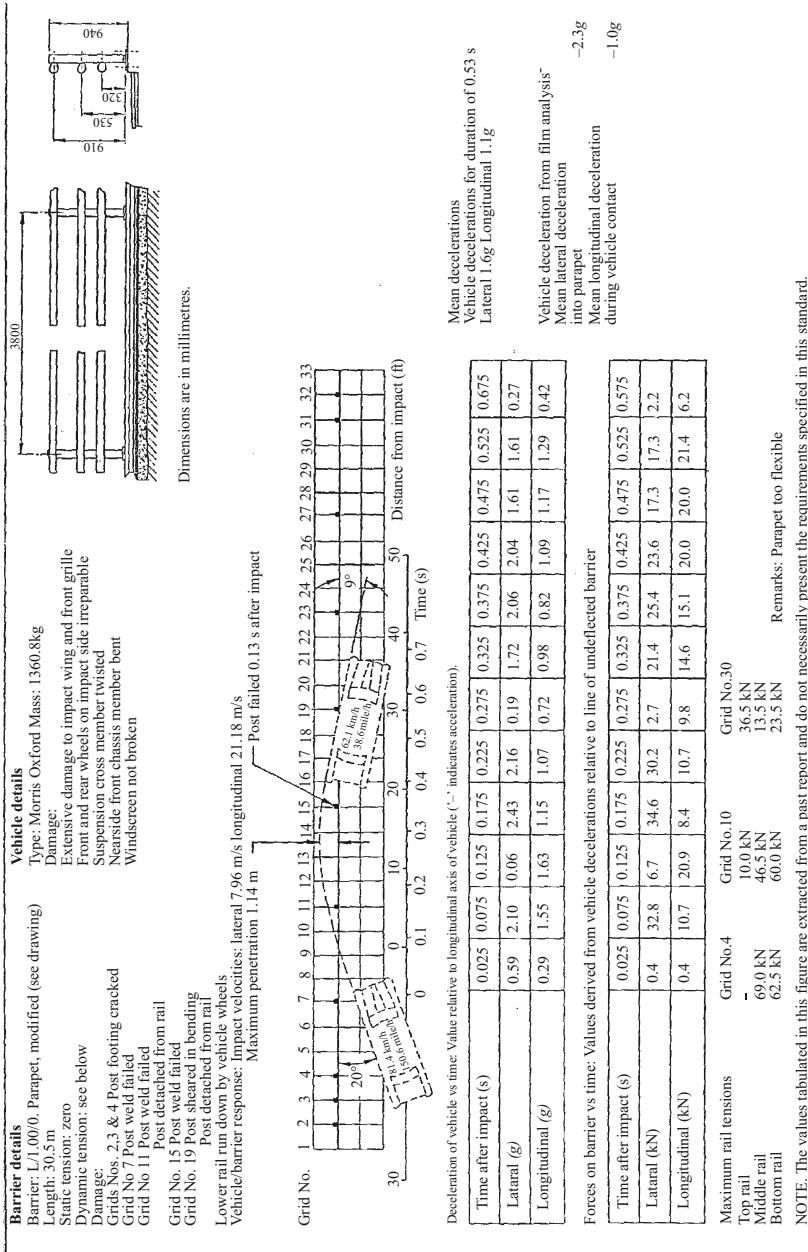 Barrier details
Barrier: L/1.00/0. Parapet, modified (see drawing)
Length: 30.5 m
Static tension: zero
Dynamic tension: see below
Damage:
Grids Nos. 2,3 & 4 Post footing cracked
Grid No 7 Post weld failed
Grid No 11 Post weld failed
Post detached from rail
Grid No. 15 Post weld failed
Grid No. 19 Post sheared in bending
Post detached from rail
Lower rail run down by vehicle wheels
Vehicle/barrier response: Impact velocities: lateral 7.96 m/s longitudinal 21.18 m/s
Maximum penetration 1.14 m
Post failed 0.13 s after impact
Vehicle details
Type: Morris Oxford Mass: 1360.8kg
Damage:
Extensive damage to impact wing and front grille
Front and rear wheels on impact side irreparable
Suspension cross member twisted
Nearside front chassis member bent
Windscreen not broken
3800
940
910
530
320
Dimensions are in millimetres.
Grid No. 1 2 3 4 5 6 7 8 9 10 11 12 13 14 15 16 17 18 19 20 21 22 23 24 25 26 27 28 29 30 31 32 33
20°
81.4 km/h
50.6mile/h
62.1 km/h
38.6mile/h
9°
30 0 10 20 30 40 50 Distance from impact (ft)
0 0.1 0.2 0.3 0.4 0.5 0.6 0.7 Time (s)
Deceleration of vehicle vs time: Value relative to longitudinal axis of vehicle ('–' indicates acceleration).
Time after impact (s) 0.025 0.075 0.125 0.175 0.225 0.275 0.325 0.375 0.425 0.475 0.525 0.675
Lataral (g) 0.59 2.10 0.06 2.43 2.16 0.19 1.72 2.06 2.04 1.61 1.61 0.27
Longitudinal (g) 0.29 1.55 1.63 1.15 1.07 0.72 0.98 0.82 1.09 1.17 1.29 0.42
Mean decelerations
Vehicle decelerations for duration of 0.53 s
Lateral 1.6g Longitudinal 1.1g
Vehicle deceleration from film analysis-
Mean lateral deceleration
into parapet –2.3g
Mean longitudinal deceleration
during vehicle contact –1.0g
Forces on barrier vs time: Values derived from vehicle decelerations relative to line of undeflected barrier
Time after impact (s) 0.025 0.075 0.125 0.175 0.225 0.275 0.325 0.375 0.425 0.475 0.525 0.575
Lataral (kN) 0.4 32.8 6.7 34.6 30.2 2.7 21.4 25.4 23.6 17.3 17.3 2.2
Longitudinal (kN) 0.4 10.7 20.9 8.4 10.7 9.8 14.6 15.1 20.0 20.0 21.4 6.2
Maximum rail tensions Grid No.4 Grid No.10 Grid No.30
Top rail – 10.0 kN 36.5 kN
Middle rail 69.0 kN 46.5 kN 13.5 kN
Bottom rail 62.5 kN 60.0 kN 23.5 kN Remarks: Parapet too flexible
NOTE. The values tabulated in this figure are extracted from a past report and do not necessarily present the requirements specified in this standard.